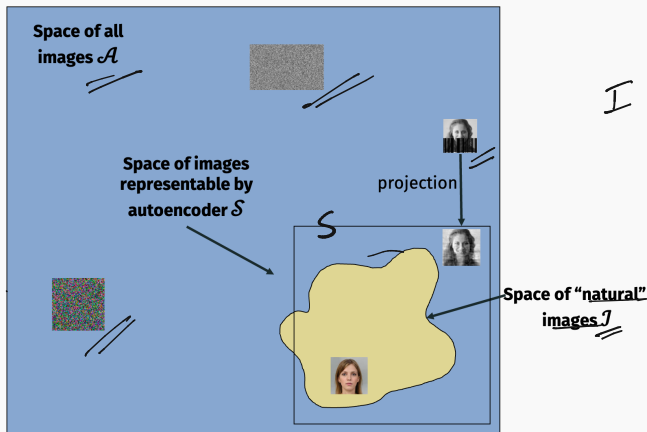 Space of all
images 𝒜
I
Space of images
representable by
autoencoder 𝒮
projection
S
Space of “natural”
images ℐ